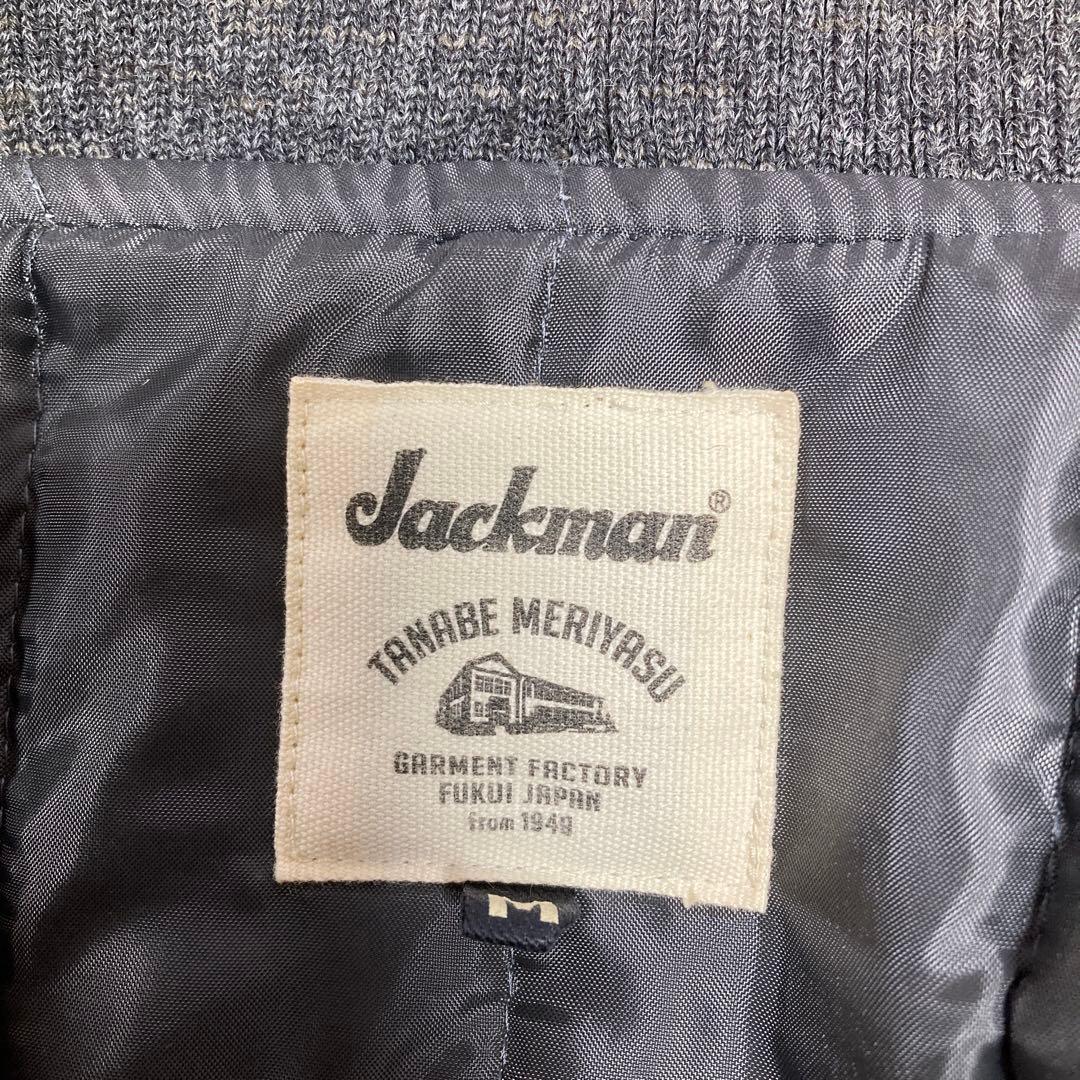 Jackman®
TANABE MERIYASU
GARMENT FACTORY
FUKUI JAPAN
from 1949
M